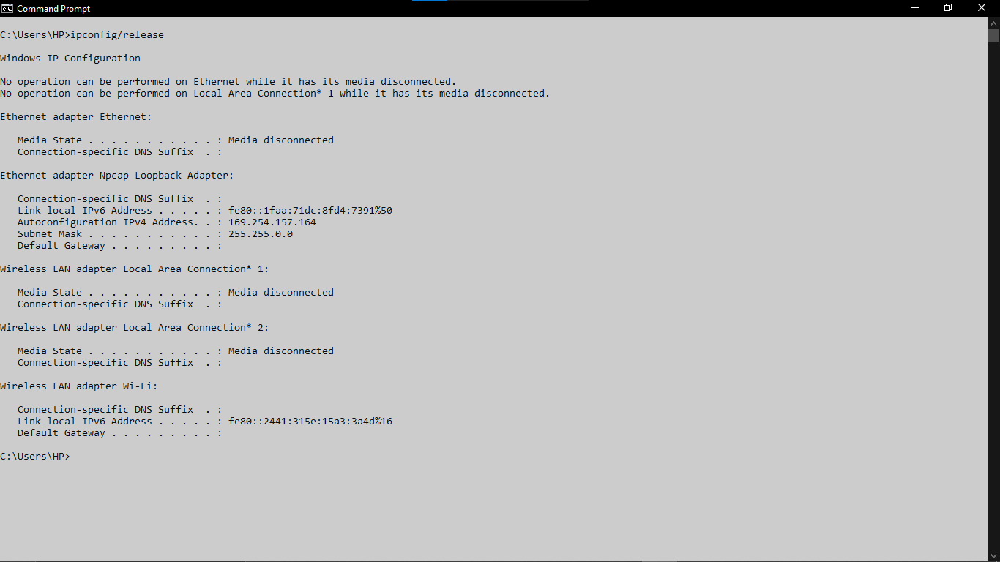 Command Prompt
C:\Users\HP>ipconfig/release
Windows IP Configuration
No operation can be performed on Ethernet while it has its media disconnected.
No operation can be performed on Local Area Connection* 1 while it has its media disconnected.
Ethernet adapter Ethernet:
   Media State . . . . . . . . . . . : Media disconnected
   Connection-specific DNS Suffix  . :
Ethernet adapter Npcap Loopback Adapter:
   Connection-specific DNS Suffix  . :
   Link-local IPv6 Address . . . . . : fe80::1faa:71dc:8fd4:7391%50
   Autoconfiguration IPv4 Address. . : 169.254.157.164
   Subnet Mask . . . . . . . . . . . : 255.255.0.0
   Default Gateway . . . . . . . . . :
Wireless LAN adapter Local Area Connection* 1:
   Media State . . . . . . . . . . . : Media disconnected
   Connection-specific DNS Suffix  . :
Wireless LAN adapter Local Area Connection* 2:
   Media State . . . . . . . . . . . : Media disconnected
   Connection-specific DNS Suffix  . :
Wireless LAN adapter Wi-Fi:
   Connection-specific DNS Suffix  . :
   Link-local IPv6 Address . . . . . : fe80::2441:315e:15a3:3a4d%16
   Default Gateway . . . . . . . . . :
C:\Users\HP>